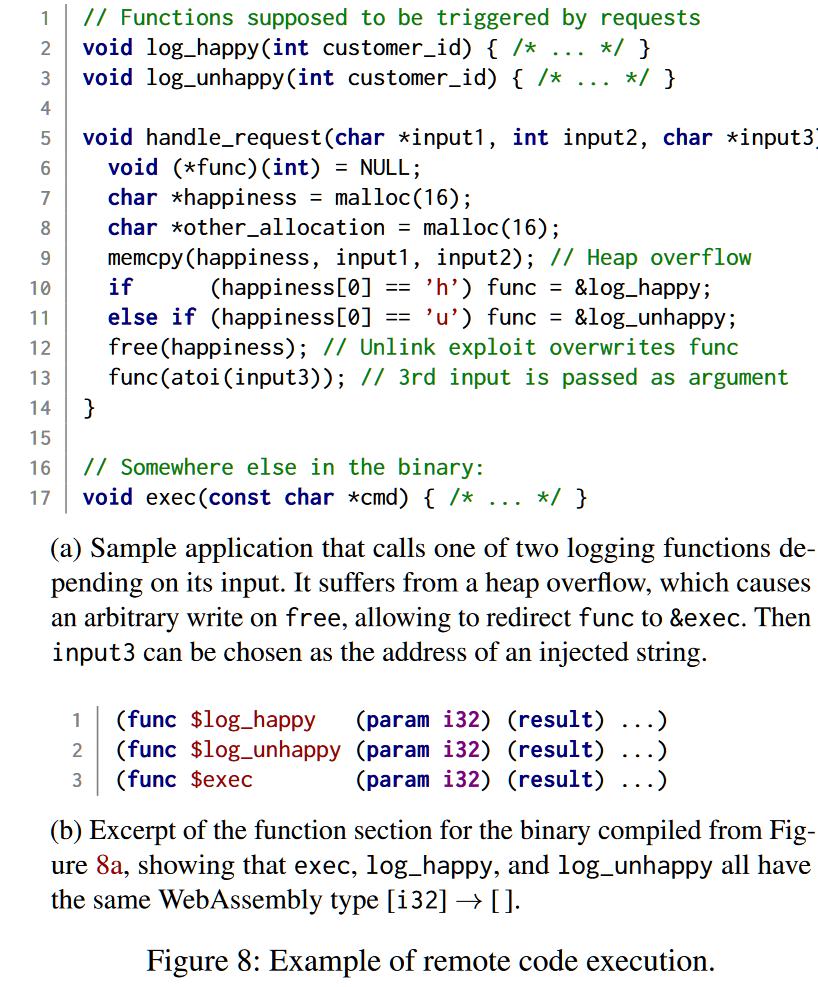 1 // Functions supposed to be triggered by requests
2 void log_happy(int customer_id) { /* ... */ }
3 void log_unhappy(int customer_id) { /* ... */ }
4
5 void handle_request(char *input1, int input2, char *input3)
6 void (*func)(int) = NULL;
7 char *happiness = malloc(16);
8 char *other_allocation = malloc(16);
9 memcpy(happiness, input1, input2); // Heap overflow
10 if (happiness[0] == ’h’) func = &log_happy;
11 else if (happiness[0] == ’u’) func = &log_unhappy;
12 free(happiness); // Unlink exploit overwrites func
13 func(atoi(input3)); // 3rd input is passed as argument
14 }
15
16 // Somewhere else in the binary:
17 void exec(const char *cmd) { /* ... */ }
(a) Sample application that calls one of two logging functions de-
pending on its input. It suffers from a heap overflow, which causes
an arbitrary write on free, allowing to redirect func to &exec. Then
input3 can be chosen as the address of an injected string.
1 (func $log_happy (param i32) (result) ...)
2 (func $log_unhappy (param i32) (result) ...)
3 (func $exec (param i32) (result) ...)
(b) Excerpt of the function section for the binary compiled from Fig-
ure 8a, showing that exec, log_happy, and log_unhappy all have
the same WebAssembly type [i32] → [].
Figure 8: Example of remote code execution.